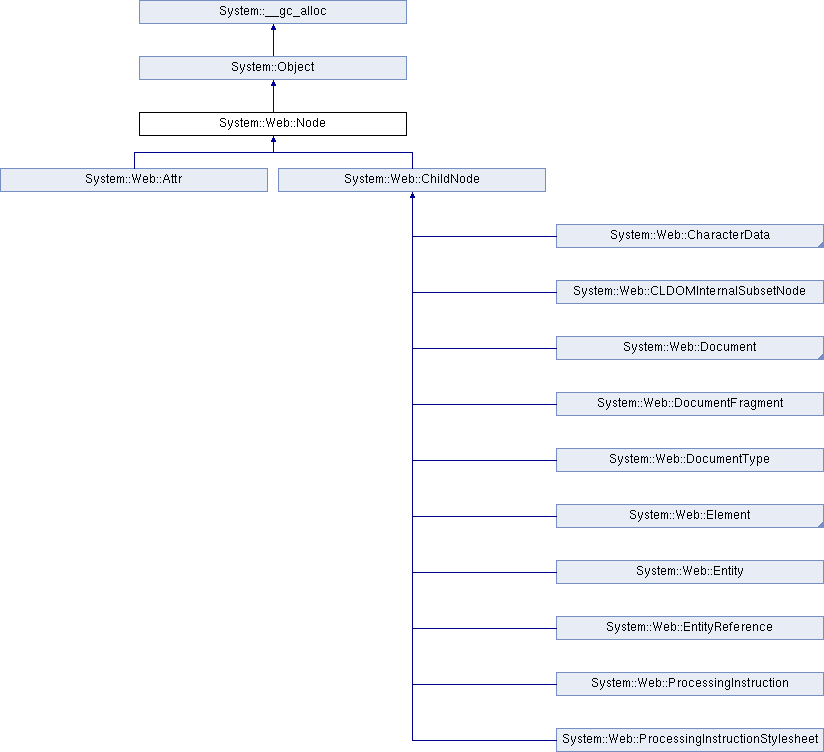 System::__gc_alloc
System::Object
System::Web::Node
System::Web::Attr
System::Web::ChildNode
System::Web::CharacterData
System::Web::CLDOMInternalSubsetNode
System::Web::Document
System::Web::DocumentFragment
System::Web::DocumentType
System::Web::Element
System::Web::Entity
System::Web::EntityReference
System::Web::ProcessingInstruction
System::Web::ProcessingInstructionStylesheet